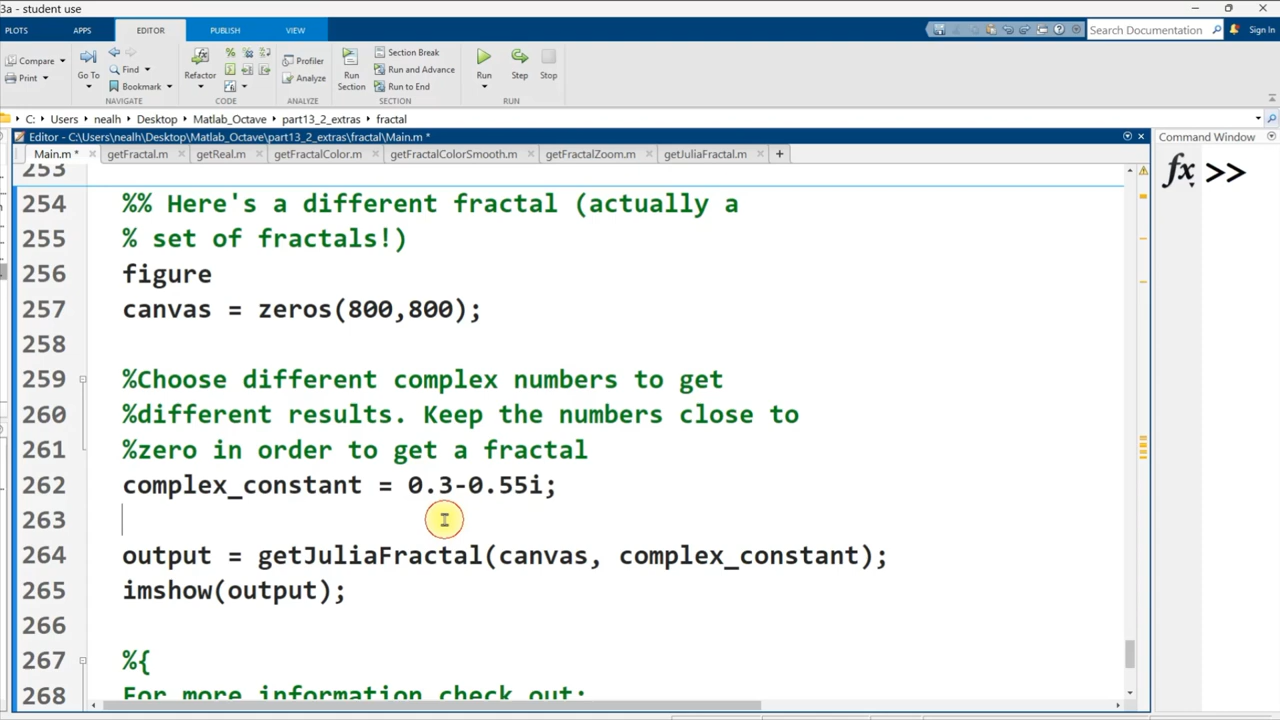 3a - student use
PLOTS APPS EDITOR PUBLISH VIEW Search Documentation Sign In
Compare Go To Find Refactor Profiler Run Section Section Break Run Step Stop
Print Bookmark Analyze Run and Advance
Run to End
NAVIGATE CODE ANALYZE SECTION RUN
C: Users nealh Desktop Matlab_Octave part13_2_extras fractal
Editor - C:\Users\nealh\Desktop\Matlab_Octave\part13_2_extras\fractal\Main.m *
Command Window
Main.m * getFractal.m getReal.m getFractalColor.m getFractalColorSmooth.m getFractalZoom.m getJuliaFractal.m
fx >>
253
254 %% Here's a different fractal (actually a
255 % set of fractals!)
256 figure
257 canvas = zeros(800,800);
258
259 %Choose different complex numbers to get
260 %different results. Keep the numbers close to
261 %zero in order to get a fractal
262 complex_constant = 0.3-0.55i;
263
264 output = getJuliaFractal(canvas, complex_constant);
265 imshow(output);
266
267 %{
268 For more information check out: